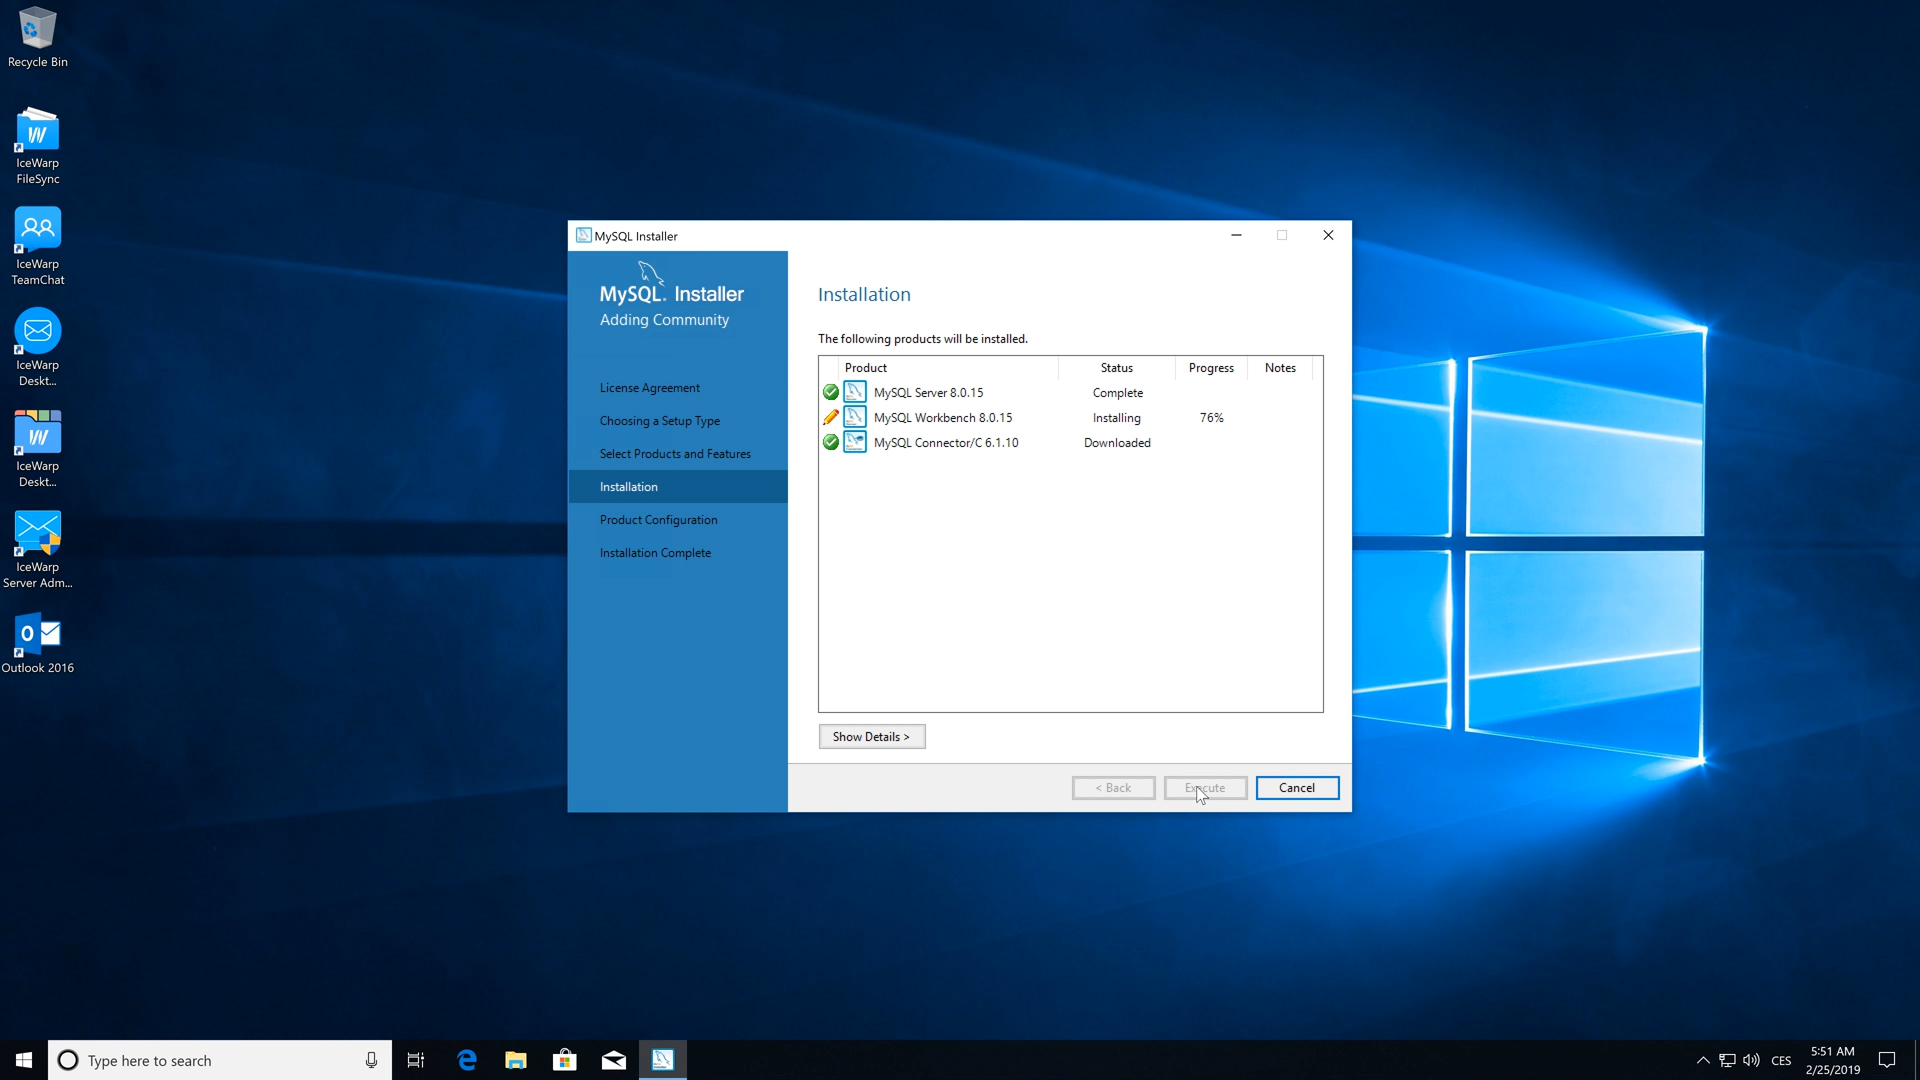 Recycle Bin
IceWarp
FileSync
IceWarp
TeamChat
IceWarp
Deskt...
IceWarp
Deskt...
IceWarp
Server Adm...
Outlook 2016
MySQL Installer
MySQL. Installer
Adding Community
License Agreement
Choosing a Setup Type
Select Products and Features
Installation
Product Configuration
Installation Complete
Installation
The following products will be installed.
Product Status Progress Notes
MySQL Server 8.0.15 Complete
MySQL Workbench 8.0.15 Installing 76%
MySQL Connector/C 6.1.10 Downloaded
Show Details >
< Back Execute Cancel
Type here to search
CES
5:51 AM
2/25/2019